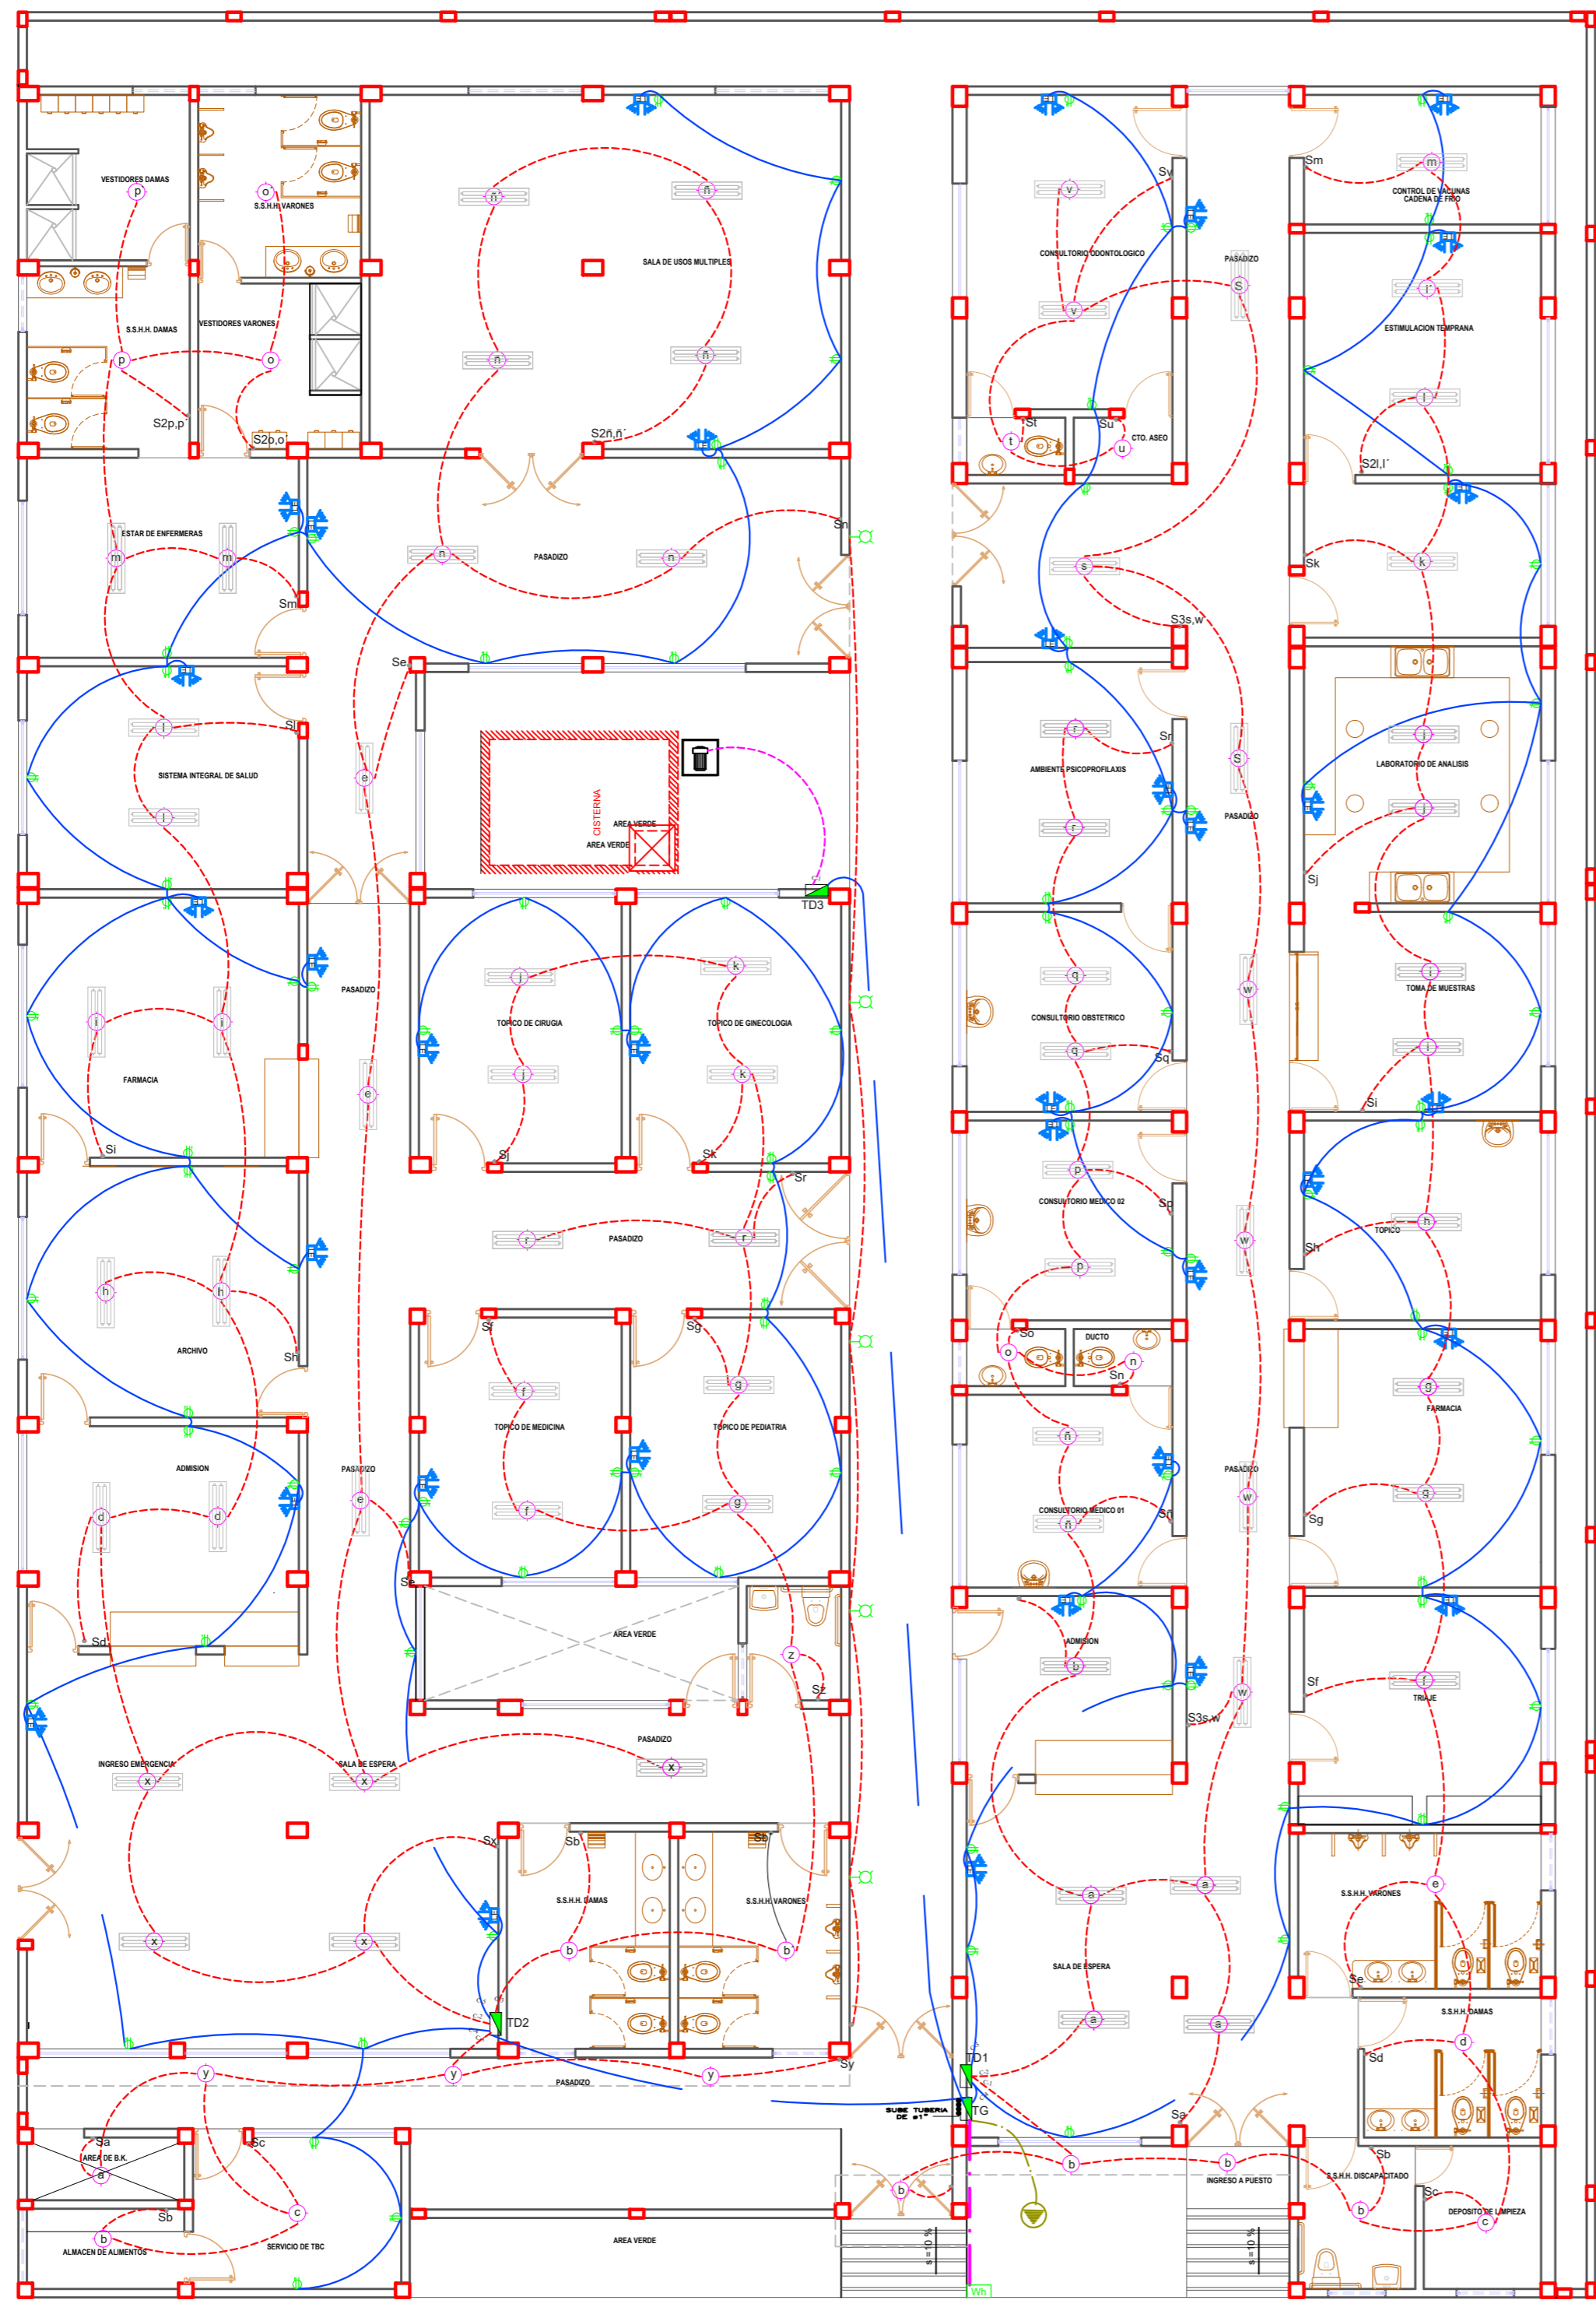 VESTIDORES DAMAS
p´
o´
S.S.H.H. VARONES
ñ´
ñ
SALA DE USOS MULTIPLES
S.S.H.H. DAMAS
VESTIDORES VARONES
p
o
ñ
ñ
S2p,p´
S2o,o´
S2ñ,ñ´
ESTAR DE ENFERMERAS
m
m
Sm
n
PASADIZO
n
Sn
Se
l
Sl
SISTEMA INTEGRAL DE SALUD
l
e
CISTERNA
AREA VERDE
AREA VERDE
TD3
PASADIZO
i
i
FARMACIA
Si
e
j
TOPICO DE CIRUGIA
j
Sj
k
TOPICO DE GINECOLOGIA
k
Sk
Sr
r
PASADIZO
r
h
h
ARCHIVO
Sh
Sf
Sg
f
TOPICO DE MEDICINA
f
g
TOPICO DE PEDIATRIA
g
ADMISION
PASADIZO
d
d
e
Se
Sd
AREA VERDE
z
Sz
INGRESO EMERGENCIA
SALA DE ESPERA
PASADIZO
x
x
x
Sx
Sb
Sb´
S.S.H.H. DAMAS
S.S.H.H. VARONES
x
x
b
b´
TD2
y
y
y
Sy
PASADIZO
Sa
AREA DE B.K.
a
Sc
c
Sb
b
ALMACEN DE ALIMENTOS
SERVICIO DE TBC
AREA VERDE
v
Sv
CONSULTORIO ODONTOLOGICO
v
PASADIZO
S
Sm
m
CONTROL DE VACUNAS
CADENA DE FRIO
l´
ESTIMULACION TEMPRANA
l
S2l,l´
St
Su
t
u
CTO. ASEO
s
S3s,w
Sk
k
r
Sr
AMBIENTE PSICOPROFILAXIS
r
S
PASADIZO
j
LABORATORIO DE ANALISIS
j
Sj
q
CONSULTORIO OBSTETRICO
q
Sq
w
i
TOMA DE MUESTRAS
i
Si
p
CONSULTORIO MEDICO 02
Sp
p
w
h
TOPICO
Sh
So
o
DUCTO
n
Sn
g
FARMACIA
ñ
CONSULTORIO MEDICO 01
ñ
Sñ
PASADIZO
w
g
Sg
ADMISION
b
S3s,w
w
Sf
f
TRIAJE
a
a
SALA DE ESPERA
a
a
S.S.H.H. VARONES
e
Se
S.S.H.H. DAMAS
Sd
d
TD1
TG
SUBE TUBERIA
DE ø1"
Sa
b
b
b
INGRESO A PUESTO
S.S.H.H. DISCAPACITADO
Sb
b
Sc
DEPOSITO DE LIMPIEZA
c
s = 10 %
s = 10 %
Wh